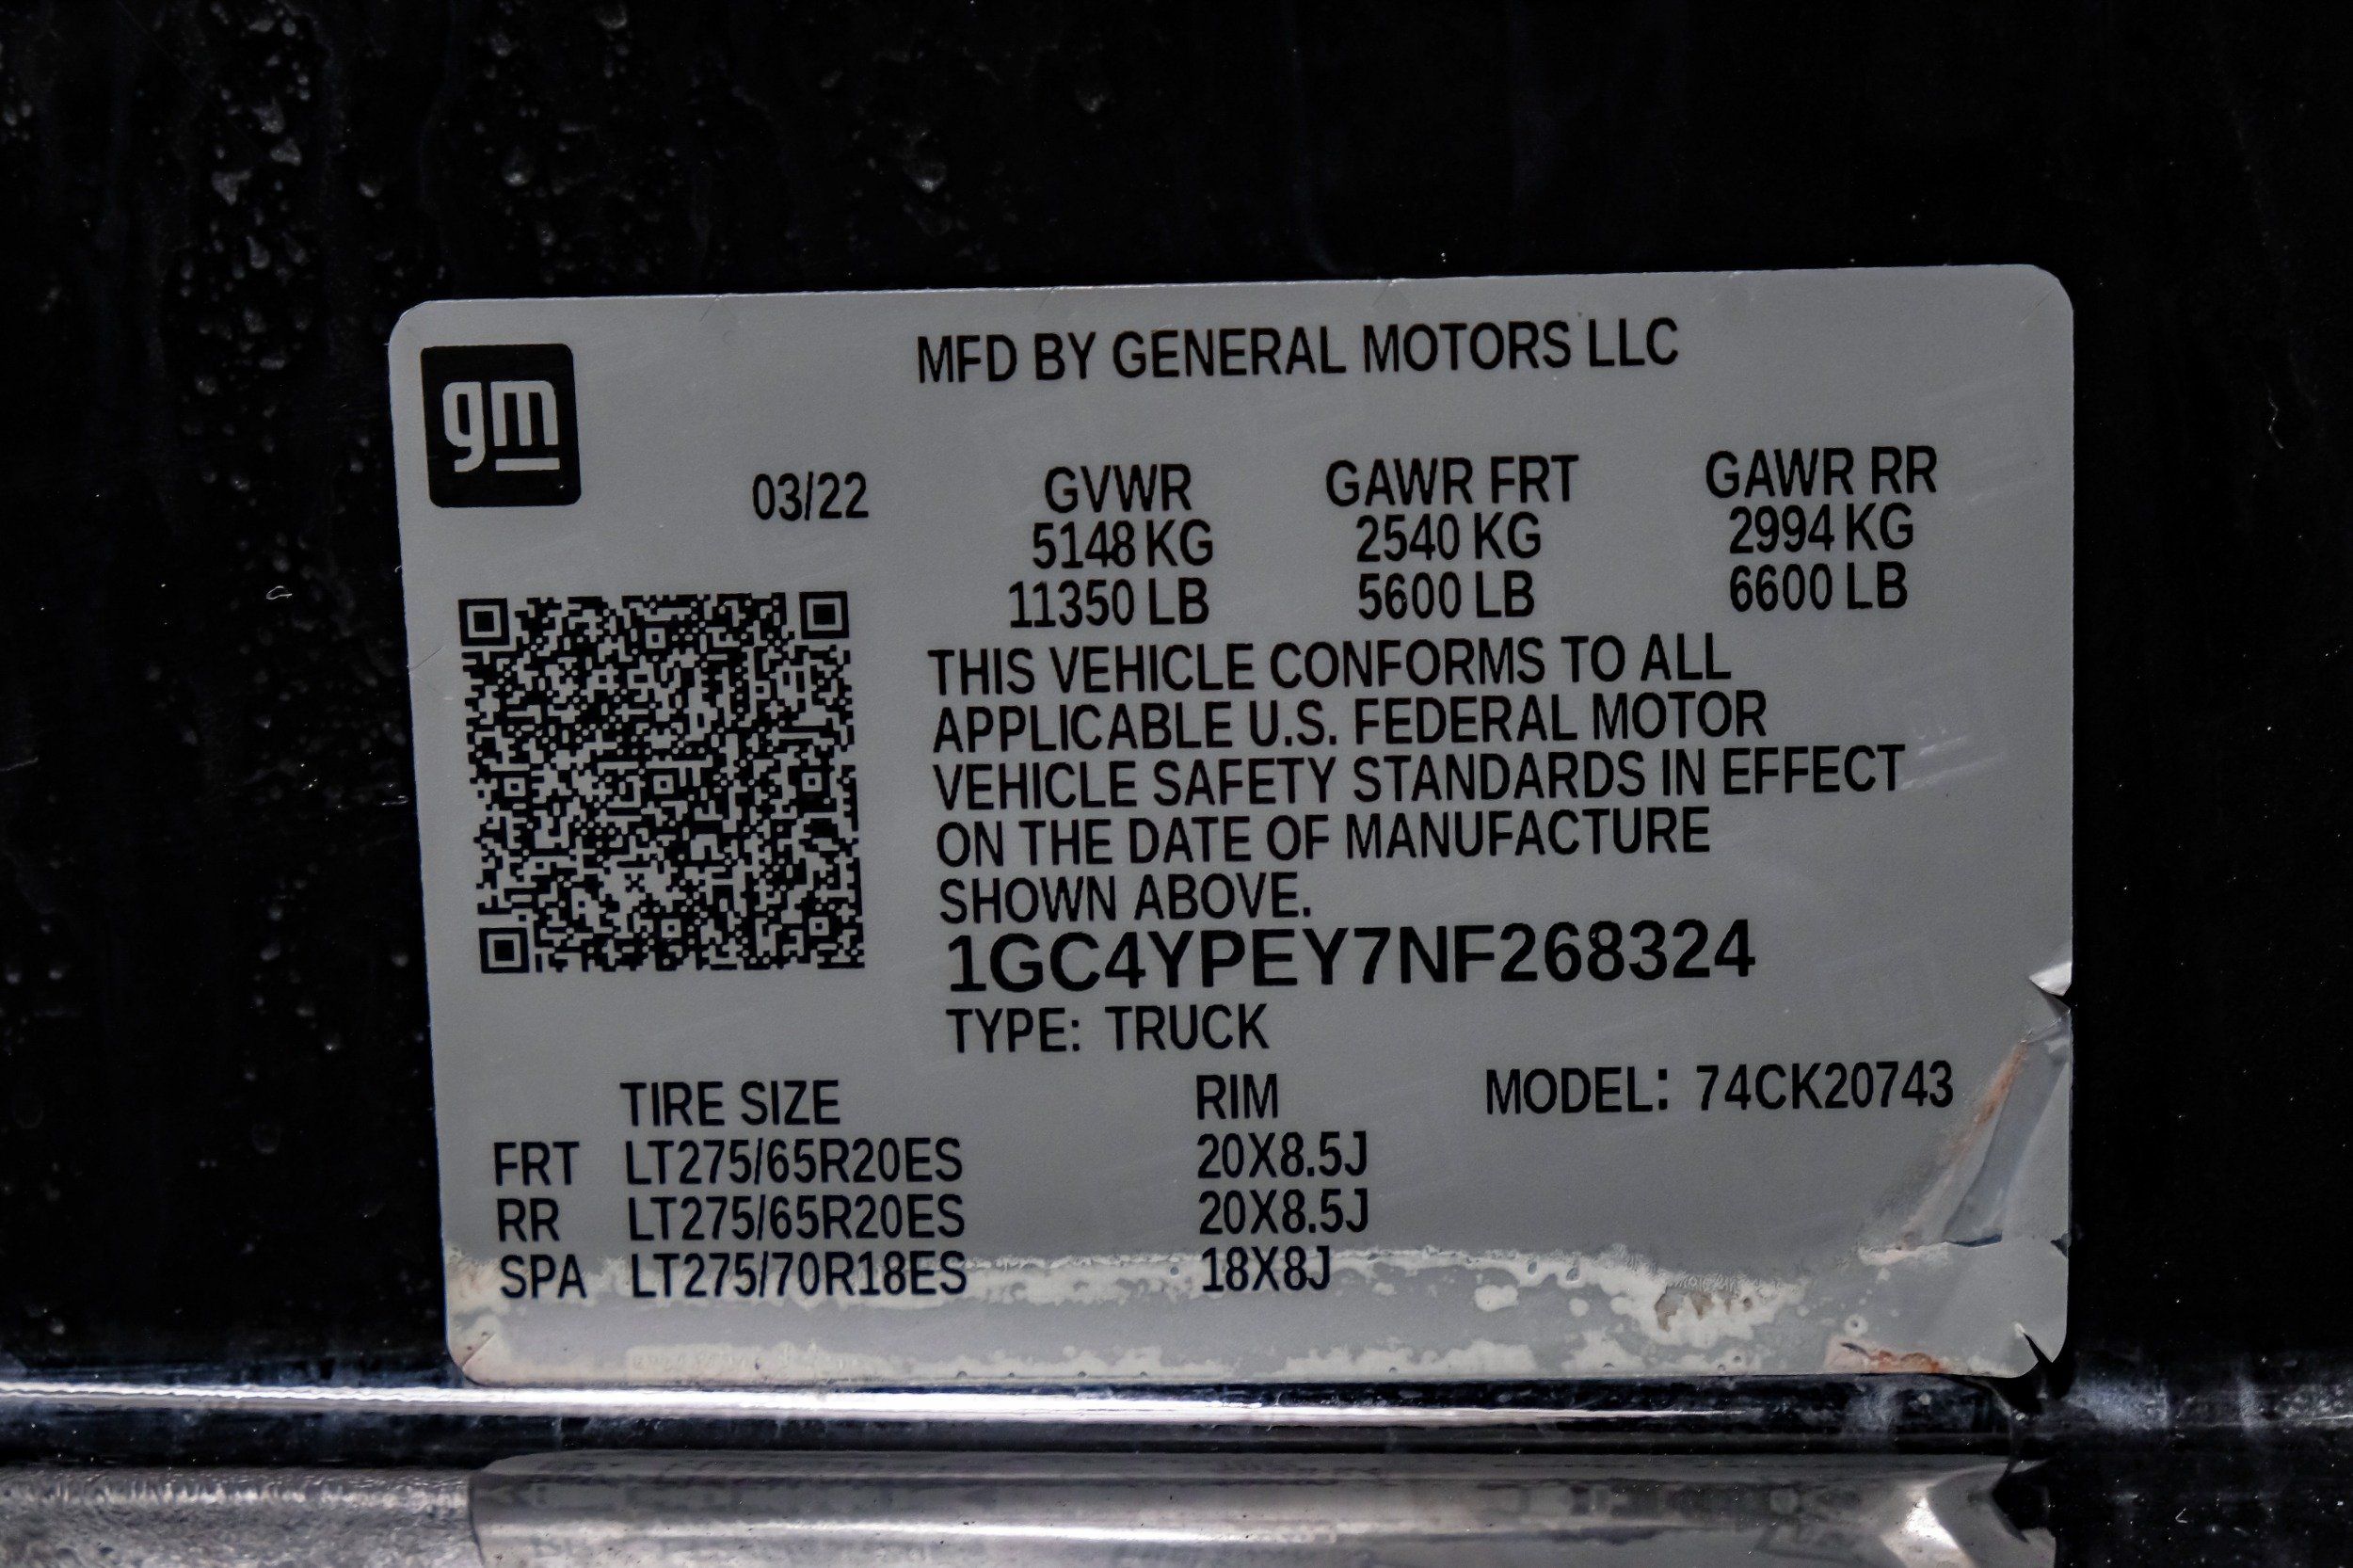 gm
MFD BY GENERAL MOTORS LLC
03/22 GVWR GAWR FRT GAWR RR
5148 KG 2540 KG 2994 KG
11350 LB 5600 LB 6600 LB
THIS VEHICLE CONFORMS TO ALL
APPLICABLE U.S. FEDERAL MOTOR
VEHICLE SAFETY STANDARDS IN EFFECT
ON THE DATE OF MANUFACTURE
SHOWN ABOVE.
1GC4YPEY7NF268324
TYPE: TRUCK
TIRE SIZE RIM MODEL: 74CK20743
FRT LT275/65R20ES 20X8.5J
RR LT275/65R20ES 20X8.5J
SPA LT275/70R18ES 18X8J